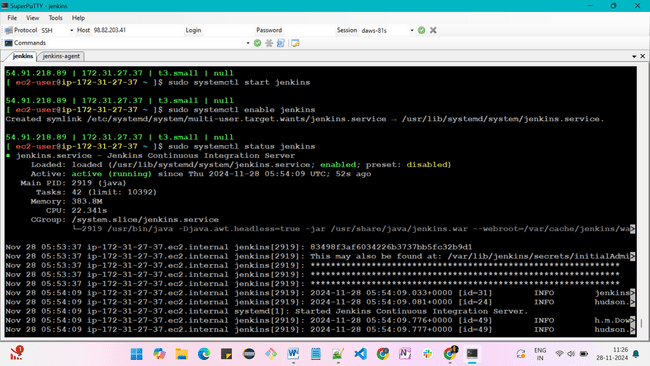 SuperPuTTY - jenkins
File View Tools Help
Protocol SSH Host 98.82.203.41 Login Password Session daws-81s
Commands
jenkins jenkins-agent
54.91.218.89 | 172.31.27.37 | t3.small | null
[ ec2-user@ip-172-31-27-37 ~ ]$ sudo systemctl start jenkins
54.91.218.89 | 172.31.27.37 | t3.small | null
[ ec2-user@ip-172-31-27-37 ~ ]$ sudo systemctl enable jenkins
Created symlink /etc/systemd/system/multi-user.target.wants/jenkins.service → /usr/lib/systemd/system/jenkins.service.
54.91.218.89 | 172.31.27.37 | t3.small | null
[ ec2-user@ip-172-31-27-37 ~ ]$ sudo systemctl status jenkins
● jenkins.service - Jenkins Continuous Integration Server
Loaded: loaded (/usr/lib/systemd/system/jenkins.service; enabled; preset: disabled)
Active: active (running) since Thu 2024-11-28 05:54:09 UTC; 52s ago
Main PID: 2919 (java)
Tasks: 42 (limit: 10392)
Memory: 383.8M
CPU: 22.341s
CGroup: /system.slice/jenkins.service
└─2919 /usr/bin/java -Djava.awt.headless=true -jar /usr/share/java/jenkins.war --webroot=/var/cache/jenkins/wa>
Nov 28 05:53:37 ip-172-31-27-37.ec2.internal jenkins[2919]: 83498f3af6034226b3737bb5fc32b9d1
Nov 28 05:53:37 ip-172-31-27-37.ec2.internal jenkins[2919]: This may also be found at: /var/lib/jenkins/secrets/initialAdmi>
Nov 28 05:53:37 ip-172-31-27-37.ec2.internal jenkins[2919]: *************************************************************
Nov 28 05:53:37 ip-172-31-27-37.ec2.internal jenkins[2919]: *************************************************************
Nov 28 05:53:37 ip-172-31-27-37.ec2.internal jenkins[2919]: *************************************************************
Nov 28 05:54:09 ip-172-31-27-37.ec2.internal jenkins[2919]: 2024-11-28 05:54:09.033+0000 [id=31] INFO jenkins>
Nov 28 05:54:09 ip-172-31-27-37.ec2.internal jenkins[2919]: 2024-11-28 05:54:09.081+0000 [id=24] INFO hudson.>
Nov 28 05:54:09 ip-172-31-27-37.ec2.internal systemd[1]: Started Jenkins Continuous Integration Server.
Nov 28 05:54:09 ip-172-31-27-37.ec2.internal jenkins[2919]: 2024-11-28 05:54:09.776+0000 [id=49] INFO h.m.Dow>
Nov 28 05:54:09 ip-172-31-27-37.ec2.internal jenkins[2919]: 2024-11-28 05:54:09.777+0000 [id=49] INFO hudson.>
ENG
IN
11:26
28-11-2024